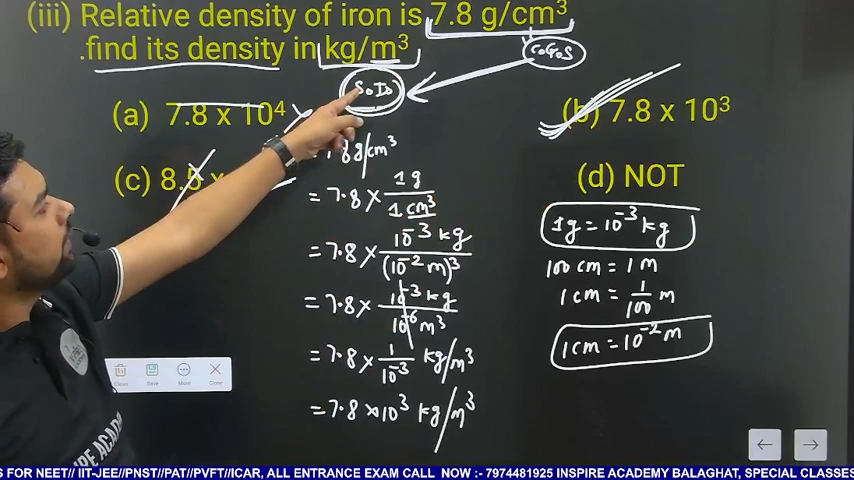 (iii) Relative density of iron is 7.8 g/cm³
.find its density in kg/m³
CGS
(a) 7.8 x 10⁴
(b) 7.8 x 10³
(c) 8.5 x
(d) NOT
8g/cm³
= 7.8 × 1g / 1 cm³
= 7.8 × 10⁻³ kg / (10⁻² m)³
= 7.8 × 10⁻³ kg / 10⁻⁶ m³
= 7.8 × 1 / 10⁻³ kg/m³
= 7.8 × 10³ kg/m³
1g = 10⁻³ kg
100 cm = 1 M
1 cm = 1/100 m
1cm = 10⁻² m
Clean Save More Close
S FOR NEET// IIT-JEE//PNST//PAT//PVFT//ICAR, ALL ENTRANCE EXAM CALL NOW :- 7974481925 INSPIRE ACADEMY BALAGHAT, SPECIAL CLASSES